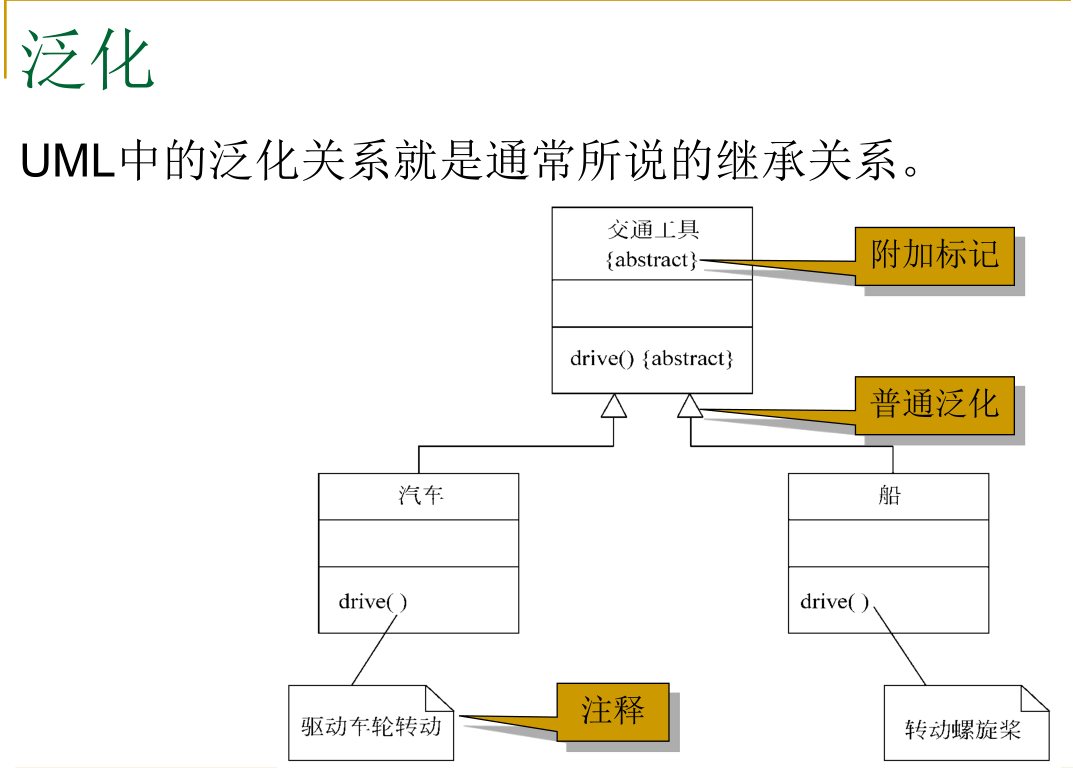 泛化
UML中的泛化关系就是通常所说的继承关系。
交通工具
{abstract}
附加标记
drive() {abstract}
普通泛化
汽车
船
drive( )
drive( )
驱动车轮转动
注释
转动螺旋桨